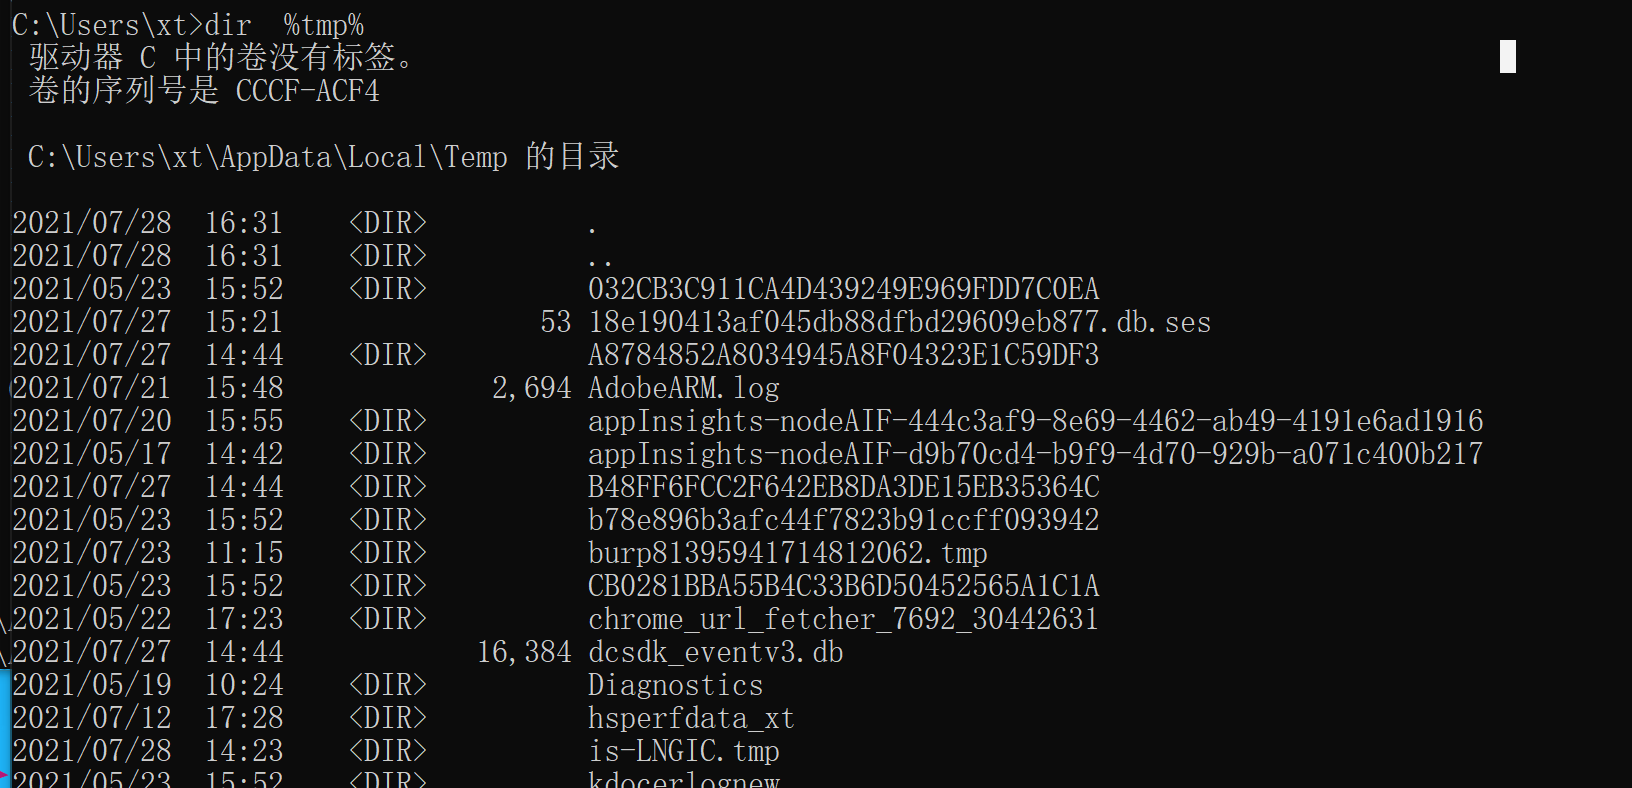 C:\Users\xt>dir  %tmp%
驱动器 C 中的卷没有标签。
卷的序列号是 CCCF-ACF4
C:\Users\xt\AppData\Local\Temp 的目录
2021/07/28  16:31    <DIR>          .
2021/07/28  16:31    <DIR>          ..
2021/05/23  15:52    <DIR>          032CB3C911CA4D439249E969FDD7C0EA
2021/07/27  15:21                53 18e190413af045db88dfbd29609eb877.db.ses
2021/07/27  14:44    <DIR>          A8784852A8034945A8F04323E1C59DF3
2021/07/21  15:48             2,694 AdobeARM.log
2021/07/20  15:55    <DIR>          appInsights-nodeAIF-444c3af9-8e69-4462-ab49-4191e6ad1916
2021/05/17  14:42    <DIR>          appInsights-nodeAIF-d9b70cd4-b9f9-4d70-929b-a071c400b217
2021/07/27  14:44    <DIR>          B48FF6FCC2F642EB8DA3DE15EB35364C
2021/05/23  15:52    <DIR>          b78e896b3afc44f7823b91ccff093942
2021/07/23  11:15    <DIR>          burp81395941714812062.tmp
2021/05/23  15:52    <DIR>          CB0281BBA55B4C33B6D50452565A1C1A
2021/05/22  17:23    <DIR>          chrome_url_fetcher_7692_30442631
2021/07/27  14:44            16,384 dcsdk_eventv3.db
2021/05/19  10:24    <DIR>          Diagnostics
2021/07/12  17:28    <DIR>          hsperfdata_xt
2021/07/28  14:23    <DIR>          is-LNGIC.tmp
2021/05/23  15:52    <DIR>          kdocerlognew